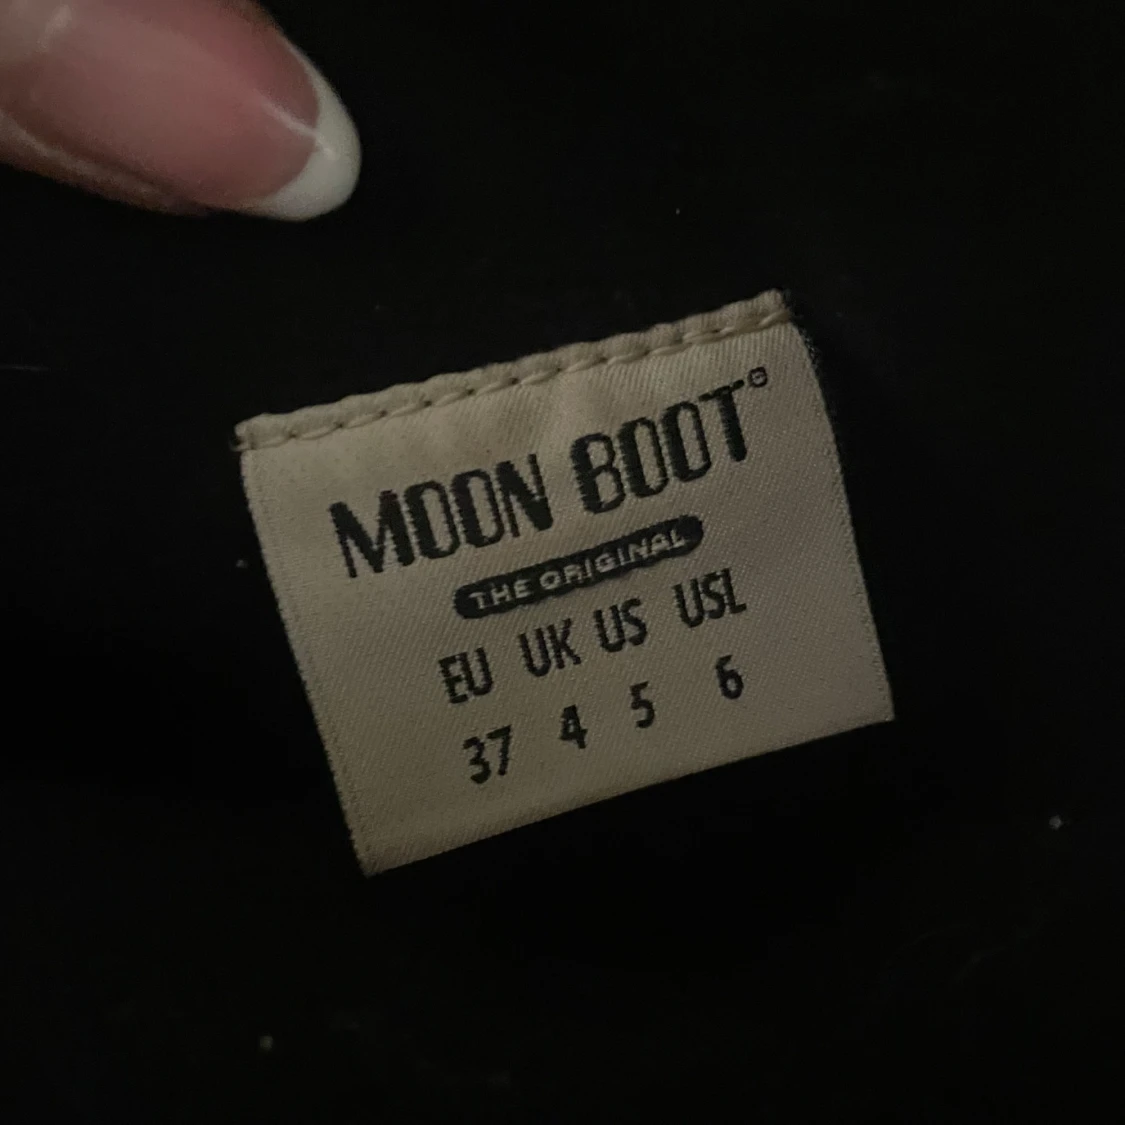 MOON BOOT®
THE ORIGINAL
EU UK US USL
37 4 5 6